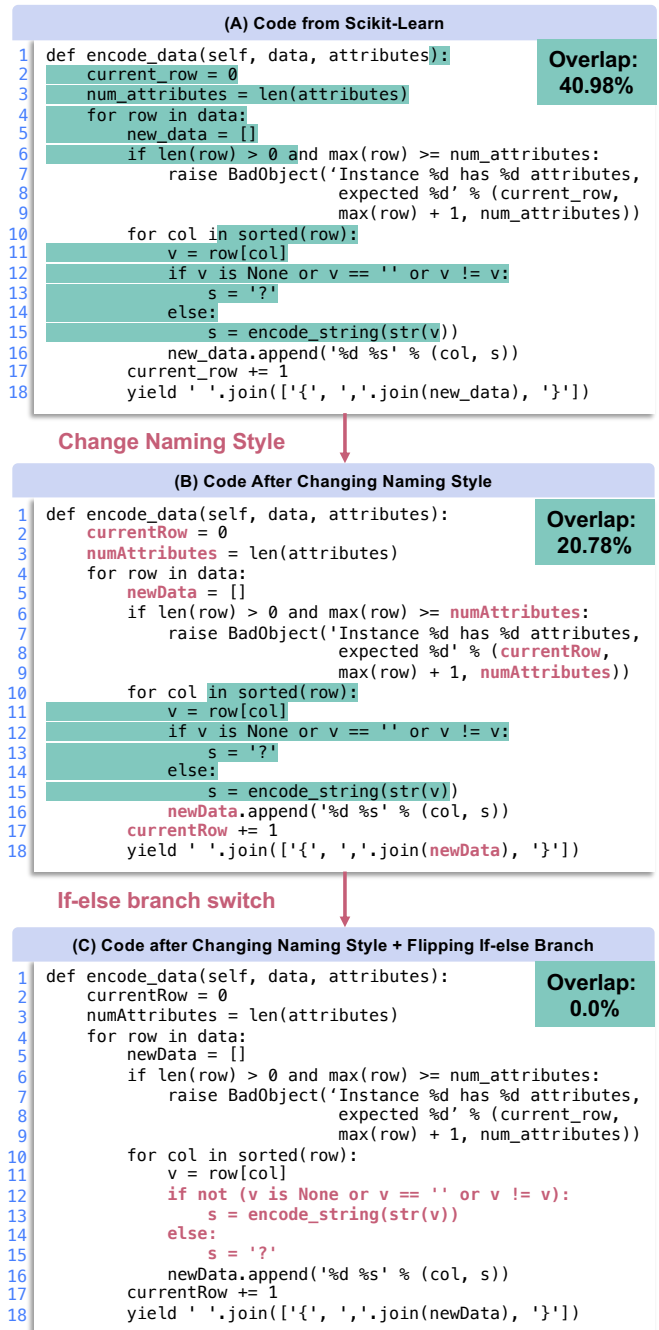 (A) Code from Scikit-Learn
Overlap:
40.98%
1 def encode_data(self, data, attributes):
2     current_row = 0
3     num_attributes = len(attributes)
4     for row in data:
5         new_data = []
6         if len(row) > 0 and max(row) >= num_attributes:
7             raise BadObject(‘Instance %d has %d attributes,
8                              expected %d’ % (current_row,
9                              max(row) + 1, num_attributes))
10         for col in sorted(row):
11             v = row[col]
12             if v is None or v == '' or v != v:
13                 s = '?'
14             else:
15                 s = encode_string(str(v))
16             new_data.append('%d %s' % (col, s))
17         current_row += 1
18         yield ' '.join(['{', ','.join(new_data), '}'])
Change Naming Style
(B) Code After Changing Naming Style
Overlap:
20.78%
1 def encode_data(self, data, attributes):
2     currentRow = 0
3     numAttributes = len(attributes)
4     for row in data:
5         newData = []
6         if len(row) > 0 and max(row) >= numAttributes:
7             raise BadObject('Instance %d has %d attributes,
8                              expected %d' % (currentRow,
9                              max(row) + 1, numAttributes))
10         for col in sorted(row):
11             v = row[col]
12             if v is None or v == '' or v != v:
13                 s = '?'
14             else:
15                 s = encode_string(str(v))
16             newData.append('%d %s' % (col, s))
17         currentRow += 1
18         yield ' '.join(['{', ','.join(newData), '}'])
If-else branch switch
(C) Code after Changing Naming Style + Flipping If-else Branch
Overlap:
0.0%
1 def encode_data(self, data, attributes):
2     currentRow = 0
3     numAttributes = len(attributes)
4     for row in data:
5         newData = []
6         if len(row) > 0 and max(row) >= num_attributes:
7             raise BadObject(‘Instance %d has %d attributes,
8                              expected %d’ % (current_row,
9                              max(row) + 1, num_attributes))
10         for col in sorted(row):
11             v = row[col]
12             if not (v is None or v == '' or v != v):
13                 s = encode_string(str(v))
14             else:
15                 s = '?'
16             newData.append('%d %s' % (col, s))
17         currentRow += 1
18         yield ' '.join(['{', ','.join(newData), '}'])